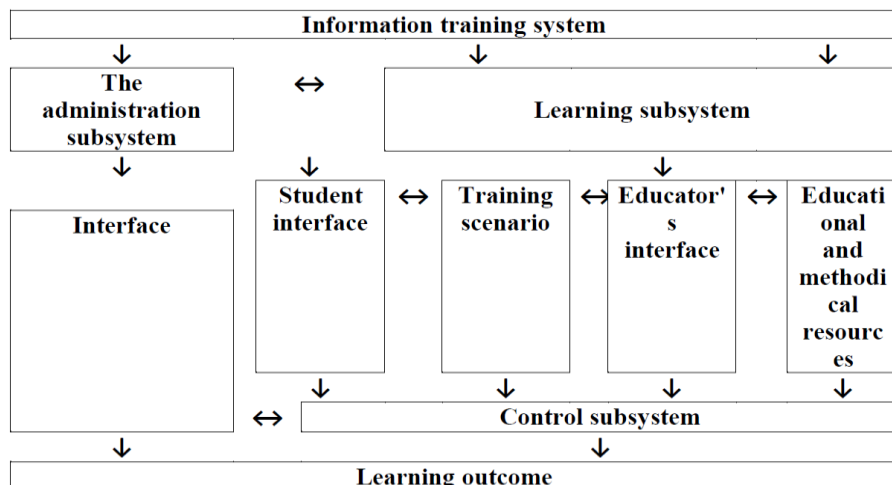 Information training system
The
administration
subsystem
Learning subsystem
Interface
Student
interface
Training
scenario
Educator'
s
interface
Educati
onal
and
methodi
cal
resourc
es
Control subsystem
Learning outcome